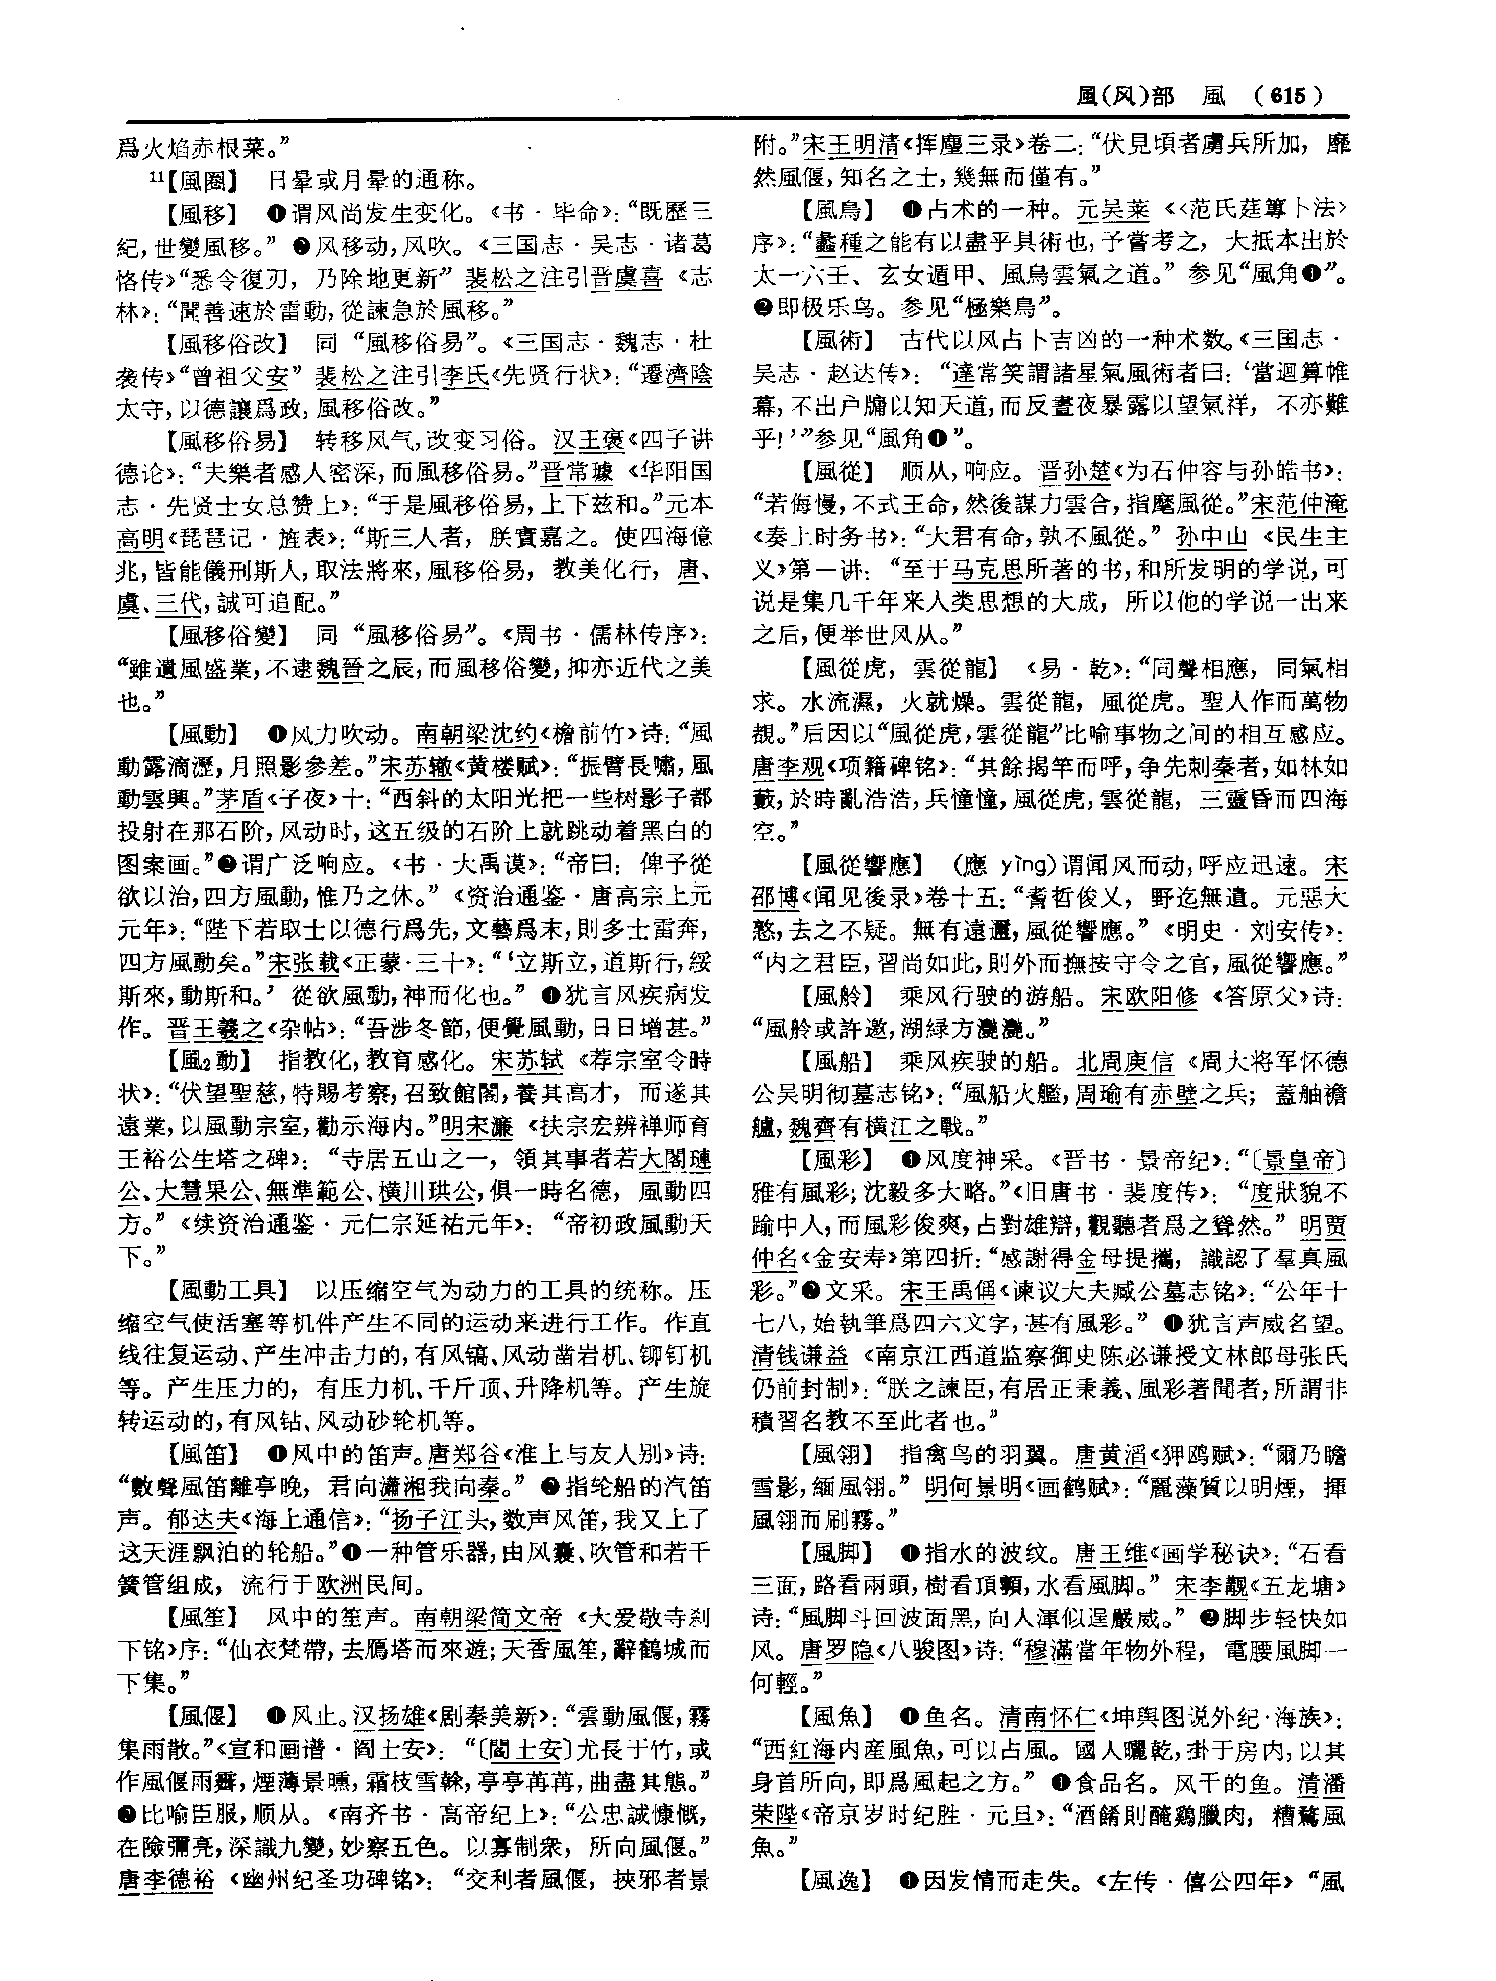 風(风)部　風　(615)
爲火焰赤根菜。”
11【風圈】　日晕或月晕的通称。
【風移】　❶谓风尚发生变化。《书·毕命》：“既歷三
紀，世變風移。”❷风移动，风吹。《三国志·吴志·诸葛
恪传》“悉令復刃，乃除地更新”裴松之注引晋虞喜《志
林》：“聞善速於雷動，從諫急於風移。”
【風移俗改】　同“風移俗易”。《三国志·魏志·杜
袭传》“曾祖父安”裴松之注引李氏《先贤行状》：“遷濟陰
太守，以德讓爲政，風移俗改。”
【風移俗易】　转移风气，改变习俗。汉王褒《四子讲
德论》：“夫樂者感人密深，而風移俗易。”晋常璩《华阳国
志·先贤士女总赞上》：“于是風移俗易，上下兹和。”元本
高明《琵琶记·旌表》：“斯三人者，朕實嘉之。使四海億
兆，皆能儀刑斯人，取法將來，風移俗易，教美化行，唐、
虞、三代，誠可追配。”
【風移俗變】　同“風移俗易”。《周书·儒林传序》：
“雖遺風盛業，不逮魏晉之辰，而風移俗變，抑亦近代之美
也。”
【風動】　❶风力吹动。南朝梁沈约《檐前竹》诗：“風
動露滴瀝，月照影參差。”宋苏辙《黄楼赋》：“振臂長嘯，風
動雲興。”茅盾《子夜》十：“西斜的太阳光把一些树影子都
投射在那石阶，风动时，这五级的石阶上就跳动着黑白的
图案画。”❷谓广泛响应。《书·大禹谟》：“帝曰：俾予從
欲以治，四方風動，惟乃之休。”《资治通鉴·唐高宗上元
元年》：“陛下若取士以德行爲先，文藝爲末，則多士雷奔，
四方風動矣。”宋张载《正蒙·三十》：“‘立斯立，道斯行，綏
斯來，動斯和。’從欲風動，神而化也。”❸犹言风疾病发
作。晋王羲之《杂帖》：“吾涉冬節，便覺風動，日日增甚。”
【風2動】　指教化，教育感化。宋苏轼《荐宗室令時
状》：“伏望聖慈，特賜考察，召致館閣，養其高才，而遂其
遠業，以風動宗室，勸示海内。”明宋濂《扶宗宏辨禅师育
王裕公生塔之碑》：“寺居五山之一，領其事者若大閣璉
公、大慧杲公、無準範公、横川珙公，俱一時名德，風動四
方。”《续资治通鉴·元仁宗延祐元年》：“帝初政風動天
下。”
【風動工具】　以压缩空气为动力的工具的统称。压
缩空气使活塞等机件产生不同的运动来进行工作。作直
线往复运动、产生冲击力的，有风镐、风动凿岩机、铆钉机
等。产生压力的，有压力机、千斤顶、升降机等。产生旋
转运动的，有风钻、风动砂轮机等。
【風笛】　❶风中的笛声。唐郑谷《淮上与友人别》诗：
“數聲風笛離亭晚，君向瀟湘我向秦。”❷指轮船的汽笛
声。郁达夫《海上通信》：“扬子江头，数声风笛，我又上了
这天涯飘泊的轮船。”❸一种管乐器，由风囊、吹管和若干
簧管组成，流行于欧洲民间。
【風笙】　风中的笙声。南朝梁简文帝《大爱敬寺刹
下铭》序：“仙衣梵帶，去鴈塔而來遊；天香風笙，辭鶴城而
下集。”
【風偃】　❶风止。汉扬雄《剧秦美新》：“雲動風偃，霧
集雨散。”《宣和画谱·阎士安》：“〔閻士安〕尤長于竹，或
作風偃雨霽，煙薄景曛，霜枝雪榦，亭亭苒苒，曲盡其態。”
❷比喻臣服，顺从。《南齐书·高帝纪上》：“公忠誠慷慨，
在險彌亮，深識九變，妙察五色。以寡制衆，所向風偃。”
唐李德裕《幽州纪圣功碑铭》：“交利者風偃，挾邪者景
附。”宋王明清《挥麈三录》卷二：“伏見頃者虜兵所加，靡
然風偃，知名之士，幾無而僅有。”
【風鳥】　❶占术的一种。元吴莱《〈范氏筳篿卜法〉
序》：“蠡種之能有以盡乎具術也，予嘗考之，大抵本出於
太一六壬、玄女遁甲、風鳥雲氣之道。”参见“風角❶”。
❷即极乐鸟。参见“極樂鳥”。
【風術】　古代以风占卜吉凶的一种术数。《三国志·
吴志·赵达传》：“達常笑謂諸星氣風術者曰：‘當迴算帷
幕，不出户牖以知天道，而反晝夜暴露以望氣祥，不亦難
乎！’”参见“風角❶”。
【風從】　顺从，响应。晋孙楚《为石仲容与孙皓书》：
“若侮慢，不式王命，然後謀力雲合，指麾風從。”宋范仲淹
《奏上时务书》：“大君有命，孰不風從。”孙中山《民生主
义》第一讲：“至于马克思所著的书，和所发明的学说，可
说是集几千年来人类思想的大成，所以他的学说一出来
之后，便举世风从。”
【風從虎，雲從龍】　《易·乾》：“同聲相應，同氣相
求。水流濕，火就燥。雲從龍，風從虎。聖人作而萬物
覩。”后因以“風從虎，雲從龍”比喻事物之间的相互感应。
唐李观《项籍碑铭》：“其餘揭竿而呼，争先刺秦者，如林如
藪，於時亂浩浩，兵憧憧，風從虎，雲從龍，三靈昏而四海
空。”
【風從響應】　(應 yìng)谓闻风而动，呼应迅速。宋
邵博《闻见後录》卷十五：“耆哲俊乂，野迄無遺。元惡大
憝，去之不疑。無有遠邇，風從響應。”《明史·刘安传》：
“内之君臣，習尚如此，則外而撫按守令之官，風從響應。”
【風舲】　乘风行驶的游船。宋欧阳修《答原父》诗：
“風舲或許邀，湖緑方灔灔。”
【風船】　乘风疾驶的船。北周庾信《周大将军怀德
公吴明彻墓志铭》：“風船火艦，周瑜有赤壁之兵；蓋舳襜
艫，魏齊有横江之戰。”
【風彩】　❶风度神采。《晋书·景帝纪》：“〔景皇帝〕
雅有風彩；沈毅多大略。”《旧唐书·裴度传》：“度狀貌不
踰中人，而風彩俊爽，占對雄辯，觀聽者爲之聳然。”明贾
仲名《金安寿》第四折：“感謝得金母提攜，識認了羣真風
彩。”❷文采。宋王禹偁《谏议大夫臧公墓志铭》：“公年十
七八，始執筆爲四六文字，甚有風彩。”❸犹言声威名望。
清钱谦益《南京江西道监察御史陈必谦授文林郎母张氏
仍前封制》：“朕之諫臣，有居正秉義、風彩著聞者，所謂非
積習名教不至此者也。”
【風翎】　指禽鸟的羽翼。唐黄滔《狎鸥赋》：“爾乃瞻
雪影，緬風翎。”明何景明《画鹤赋》：“麗藻質以明煙，揮
風翎而刷霧。”
【風脚】　❶指水的波纹。唐王维《画学秘诀》：“石看
三面，路看兩頭，樹看頂𩕳，水看風脚。”宋李觏《五龙塘》
诗：“風脚斗回波面黑，向人渾似逞嚴威。”❷脚步轻快如
风。唐罗隐《八骏图》诗：“穆滿當年物外程，電腰風脚一
何輕。”
【風魚】　❶鱼名。清南怀仁《坤舆图说外纪·海族》：
“西紅海内産風魚，可以占風。國人曬乾，掛于房内，以其
身首所向，即爲風起之方。”❷食品名。风干的鱼。清潘
荣陛《帝京岁时纪胜·元旦》：“酒餚則醃鷄臘肉，糟鶩風
魚。”
【風逸】　❶因发情而走失。《左传·僖公四年》“風